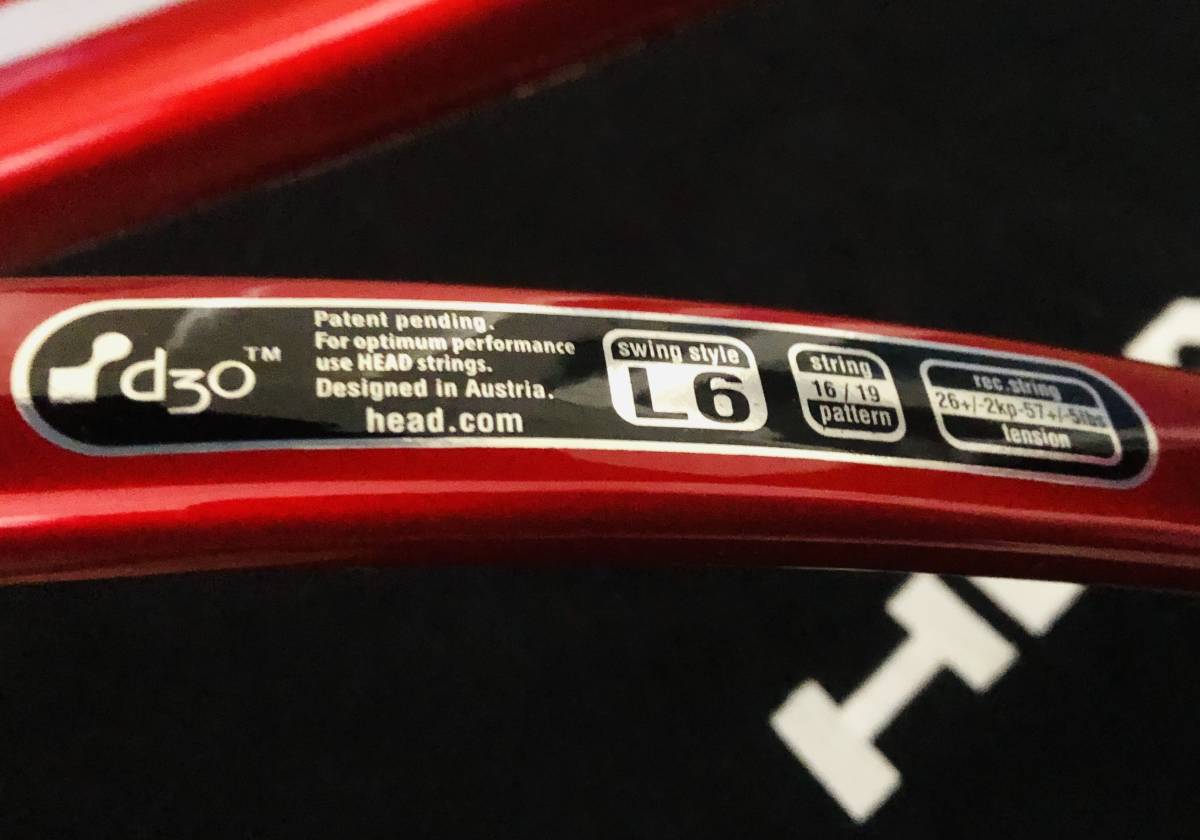 d3o™
Patent pending.
For optimum performance
use HEAD strings.
Designed in Austria.
head.com
swing style
L6
string
16 / 19
pattern
rec.string
26+/-2kp-57+/-5lbs
tension